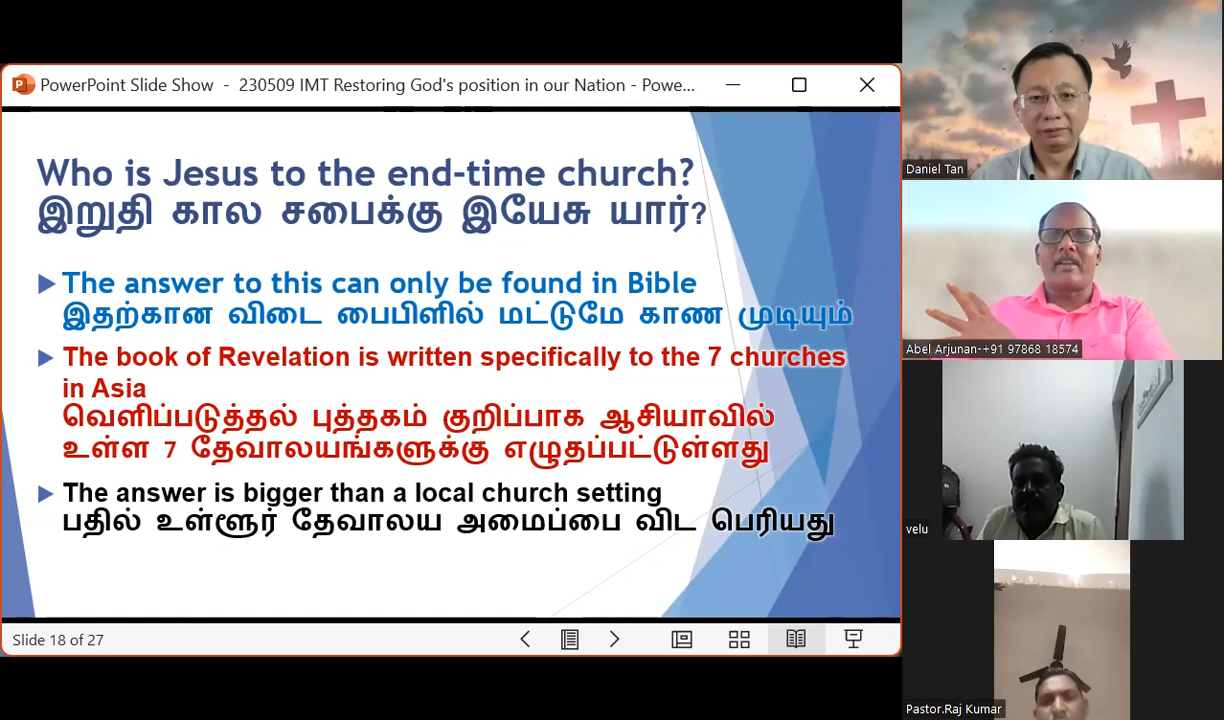 PowerPoint Slide Show - 230509 IMT Restoring God's position in our Nation - Powe...
Who is Jesus to the end-time church?
இறுதி கால சபைக்கு இயேசு யார்?
The answer to this can only be found in Bible
இதற்கான விடை பைபிளில் மட்டுமே காண முடியும்
The book of Revelation is written specifically to the 7 churches
in Asia
வெளிப்படுத்தல் புத்தகம் குறிப்பாக ஆசியாவில்
உள்ள 7 தேவாலயங்களுக்கு எழுதப்பட்டுள்ளது
The answer is bigger than a local church setting
பதில் உள்ளூர் தேவாலய அமைப்பை விட பெரியது
Slide 18 of 27
Daniel Tan
Abel Arjunan-+91 97868 18574
velu
Pastor.Raj Kumar